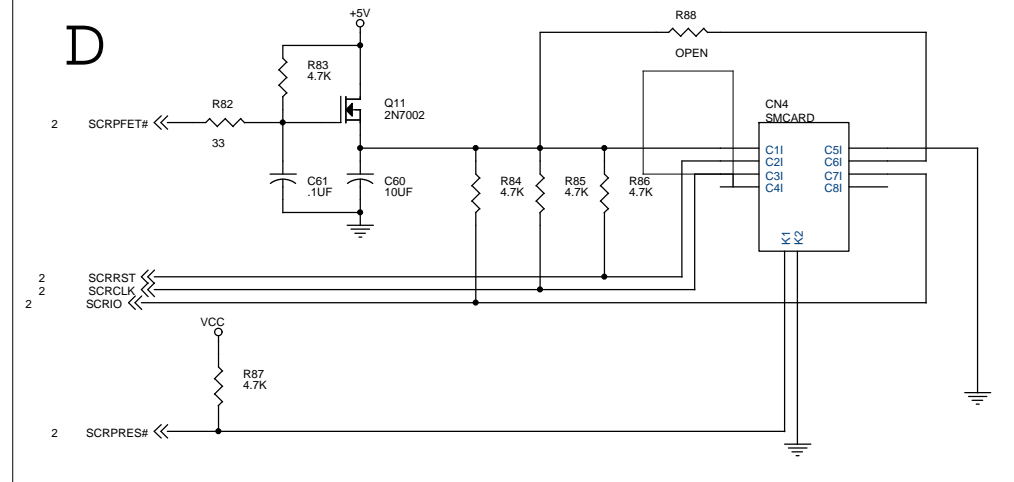 D
+5V
R88
OPEN
R83
4.7K
Q11
2N7002
R82
33
2 SCRPFET#
CN4
SMCARD
C1I C5I
C2I C6I
C3I C7I
C4I C8I
K1 K2
C61
.1UF
C60
10UF
R84
4.7K
R85
4.7K
R86
4.7K
2 SCRRST
2 SCRCLK
2 SCRIO
VCC
R87
4.7K
2 SCRPRES#